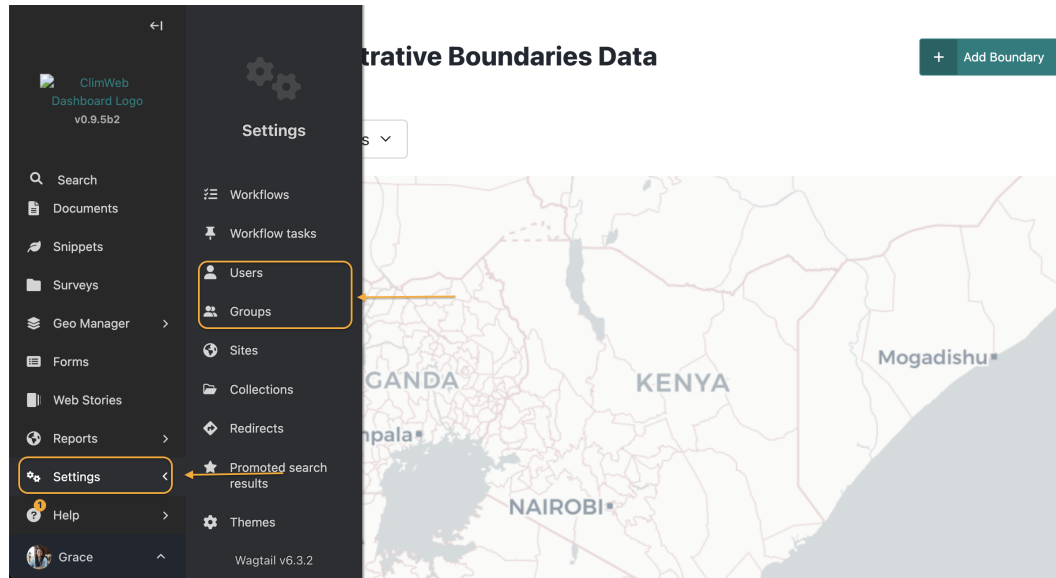 ClimWeb
Dashboard Logo
v0.9.5b2
Search
Documents
Snippets
Surveys
Geo Manager
Forms
Web Stories
Reports
Settings
1
? Help
Grace
Settings
Workflows
Workflow tasks
Users
Groups
Sites
Collections
Redirects
Promoted search
results
Themes
Wagtail v6.3.2
trative Boundaries Data
+ Add Boundary
s
GANDA
KENYA
Mogadishu
npala
NAIROBI